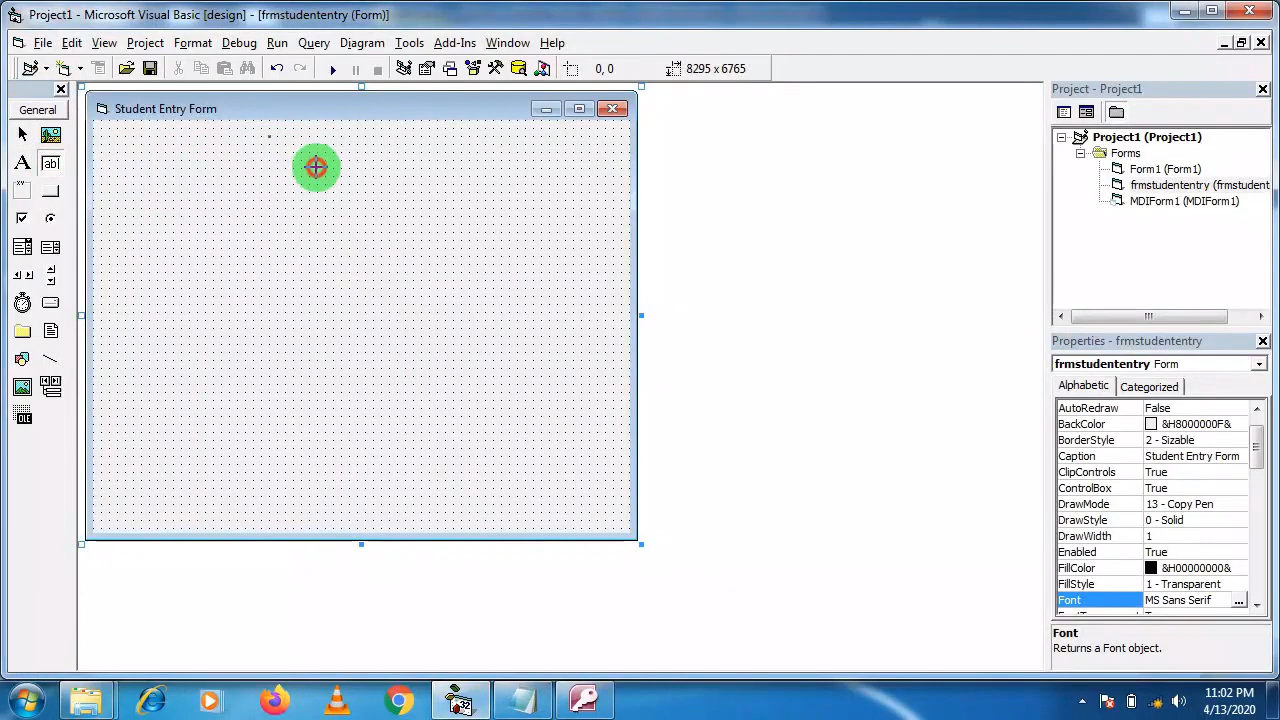 Project1 - Microsoft Visual Basic [design] - [frmstudententry (Form)]
File Edit View Project Format Debug Run Query Diagram Tools Add-Ins Window Help
0, 0
8295 x 6765
General
Student Entry Form
Project - Project1
Project1 (Project1)
Forms
Form1 (Form1)
frmstudententry (frmstudent
MDIForm1 (MDIForm1)
Properties - frmstudententry
frmstudententry Form
Alphabetic Categorized
AutoRedraw False
BackColor &H8000000F&
BorderStyle 2 - Sizable
Caption Student Entry Form
ClipControls True
ControlBox True
DrawMode 13 - Copy Pen
DrawStyle 0 - Solid
DrawWidth 1
Enabled True
FillColor &H00000000&
FillStyle 1 - Transparent
Font MS Sans Serif ...
Font
Returns a Font object.
11:02 PM
4/13/2020